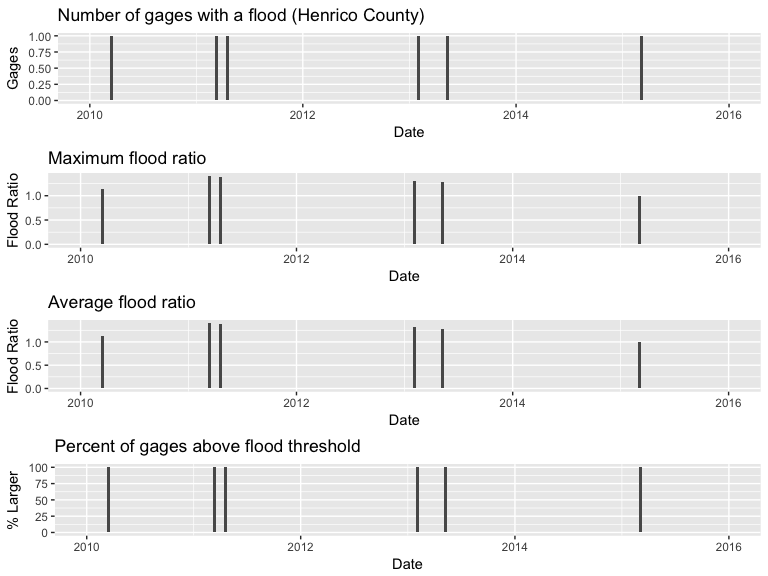 Number of gages with a flood (Henrico County)
Gages
1.00
0.75
0.50
0.25
0.00
2010 2012 2014 2016
Date
Maximum flood ratio
Flood Ratio
1.0
0.5
0.0
2010 2012 2014 2016
Date
Average flood ratio
Flood Ratio
1.0
0.5
0.0
2010 2012 2014 2016
Date
Percent of gages above flood threshold
% Larger
100
75
50
25
0
2010 2012 2014 2016
Date